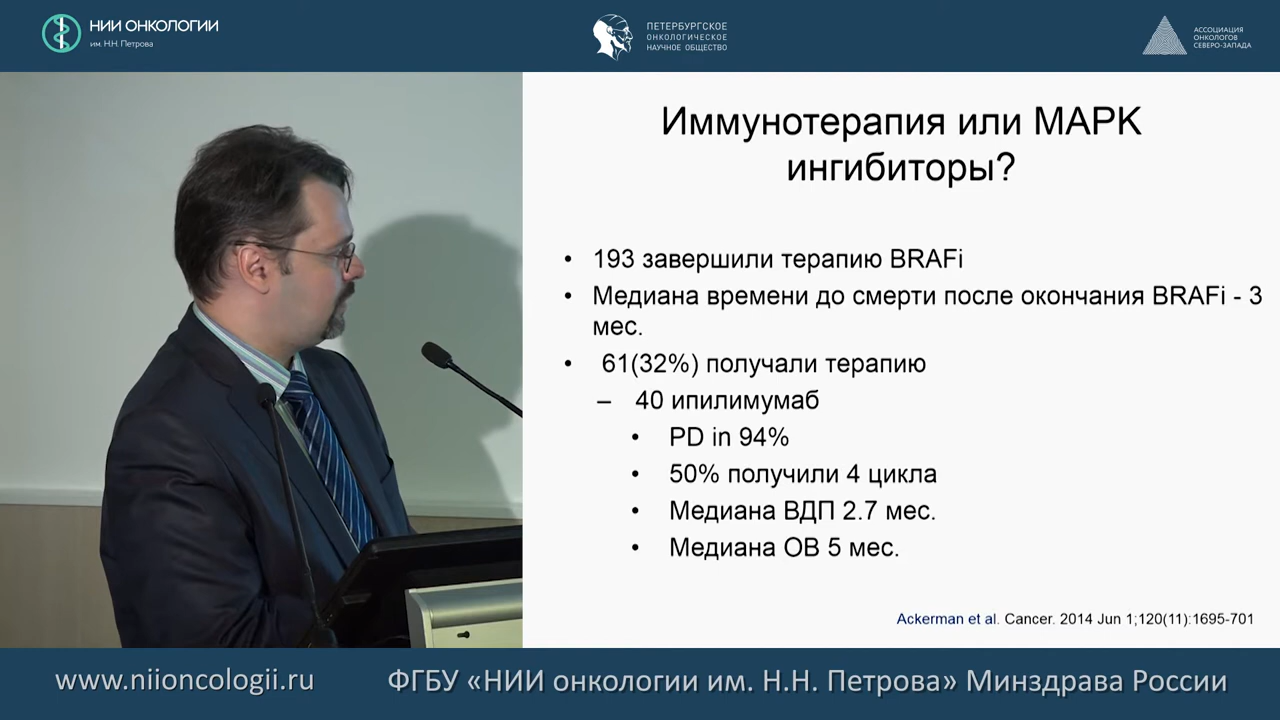 НИИ ОНКОЛОГИИ
им. Н.Н. Петрова
ПЕТЕРБУРГСКОЕ
ОНКОЛОГИЧЕСКОЕ
НАУЧНОЕ ОБЩЕСТВО
АССОЦИАЦИЯ
ОНКОЛОГОВ
СЕВЕРО-ЗАПАДА
Иммунотерапия или МАРК
ингибиторы?
• 193 завершили терапию BRAFi
• Медиана времени до смерти после окончания BRAFi - 3
мес.
• 61(32%) получали терапию
– 40 ипилимумаб
• PD in 94%
• 50% получили 4 цикла
• Медиана ВДП 2.7 мес.
• Медиана ОВ 5 мес.
Ackerman et al. Cancer. 2014 Jun 1;120(11):1695-701
www.niioncologii.ru
ФГБУ «НИИ онкологии им. Н.Н. Петрова» Минздрава России